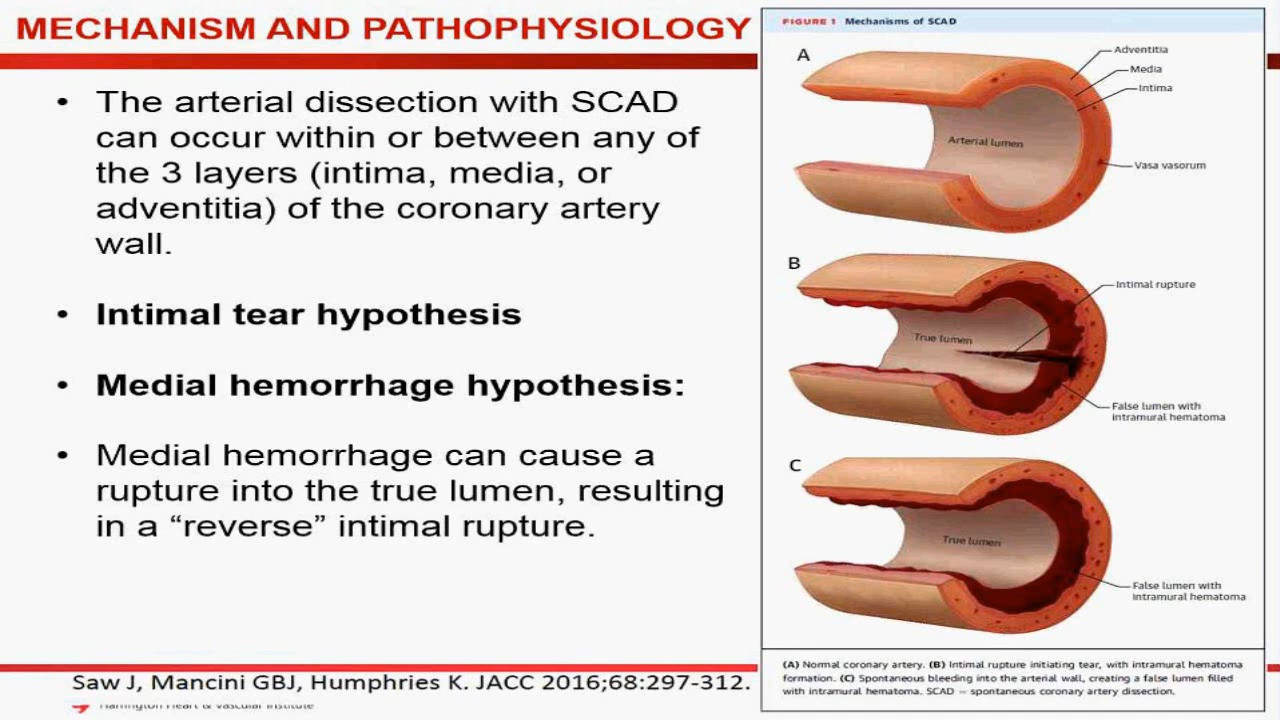 MECHANISM AND PATHOPHYSIOLOGY
• The arterial dissection with SCAD
can occur within or between any of
the 3 layers (intima, media, or
adventitia) of the coronary artery
wall.
• Intimal tear hypothesis
• Medial hemorrhage hypothesis:
• Medial hemorrhage can cause a
rupture into the true lumen, resulting
in a “reverse” intimal rupture.
Saw J, Mancini GBJ, Humphries K. JACC 2016;68:297-312.
Harrington Heart & Vascular Institute
FIGURE 1 Mechanisms of SCAD
A
Adventitia
Media
Intima
Arterial lumen
Vasa vasorum
B
Intimal rupture
True lumen
False lumen with
intramural hematoma
C
True lumen
False lumen with
intramural hematoma
(A) Normal coronary artery. (B) Intimal rupture initiating tear, with intramural hematoma
formation. (C) Spontaneous bleeding into the arterial wall, creating a false lumen filled
with intramural hematoma. SCAD = spontaneous coronary artery dissection.